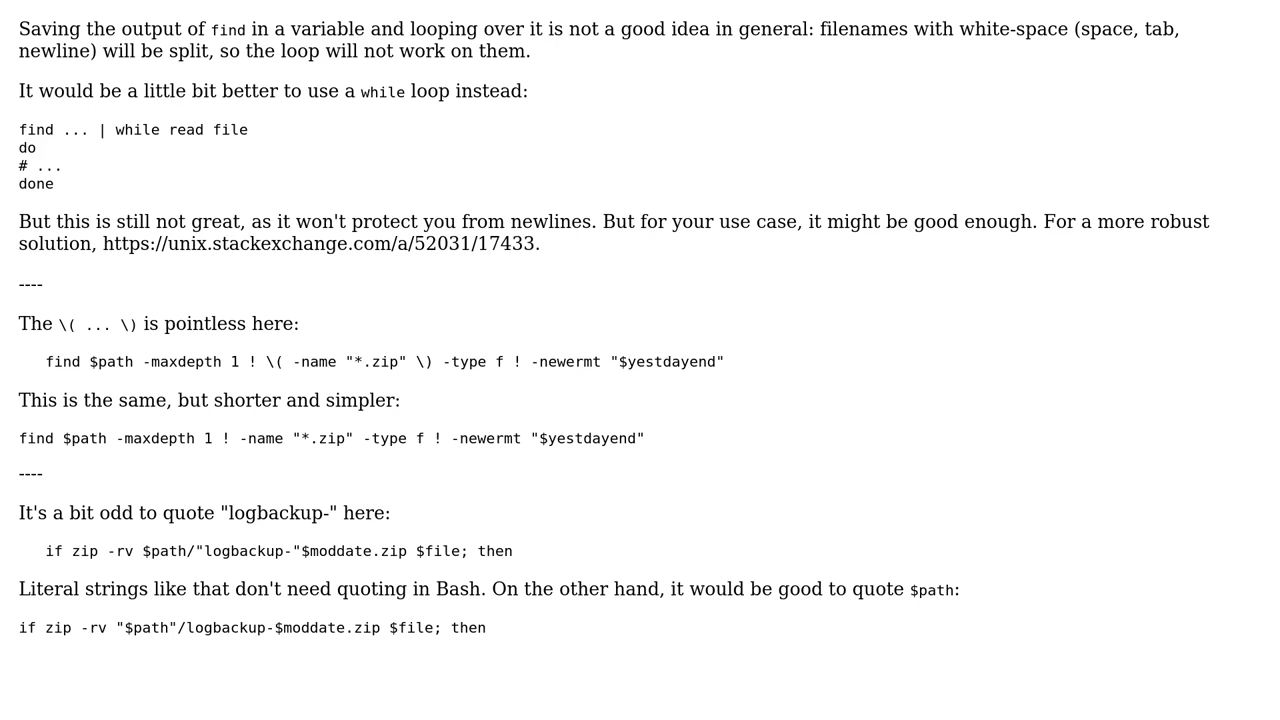 Saving the output of find in a variable and looping over it is not a good idea in general: filenames with white-space (space, tab,
newline) will be split, so the loop will not work on them.
It would be a little bit better to use a while loop instead:
find ... | while read file
do
# ...
done
But this is still not great, as it won't protect you from newlines. But for your use case, it might be good enough. For a more robust
solution, https://unix.stackexchange.com/a/52031/17433.
----
The \( ... \) is pointless here:
find $path -maxdepth 1 ! \( -name "*.zip" \) -type f ! -newermt "$yestdayend"
This is the same, but shorter and simpler:
find $path -maxdepth 1 ! -name "*.zip" -type f ! -newermt "$yestdayend"
----
It's a bit odd to quote "logbackup-" here:
if zip -rv $path/"logbackup-"$moddate.zip $file; then
Literal strings like that don't need quoting in Bash. On the other hand, it would be good to quote $path:
if zip -rv "$path"/logbackup-$moddate.zip $file; then